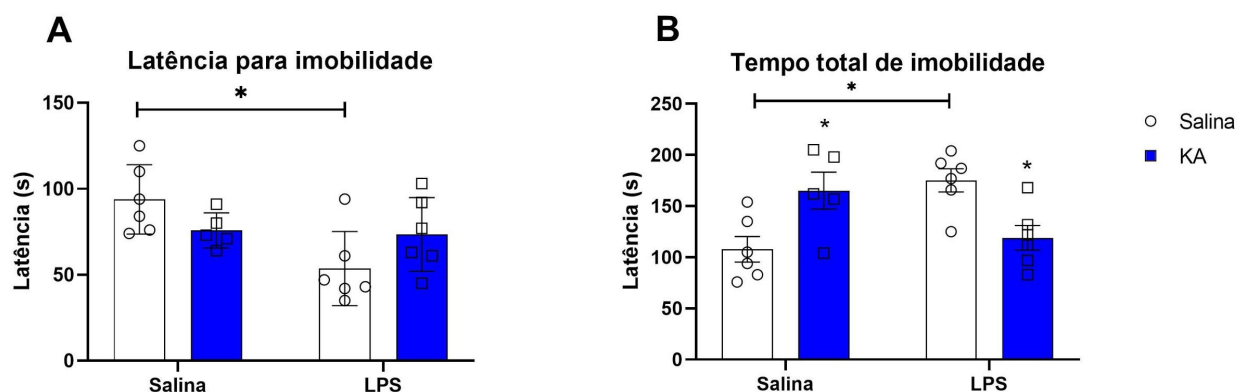 A
Latência para imobilidade
*
Latência (s)
150
100
50
0
Salina
LPS
B
Tempo total de imobilidade
*
*
*
Latência (s)
250
200
150
100
50
0
Salina
LPS
Salina
KA